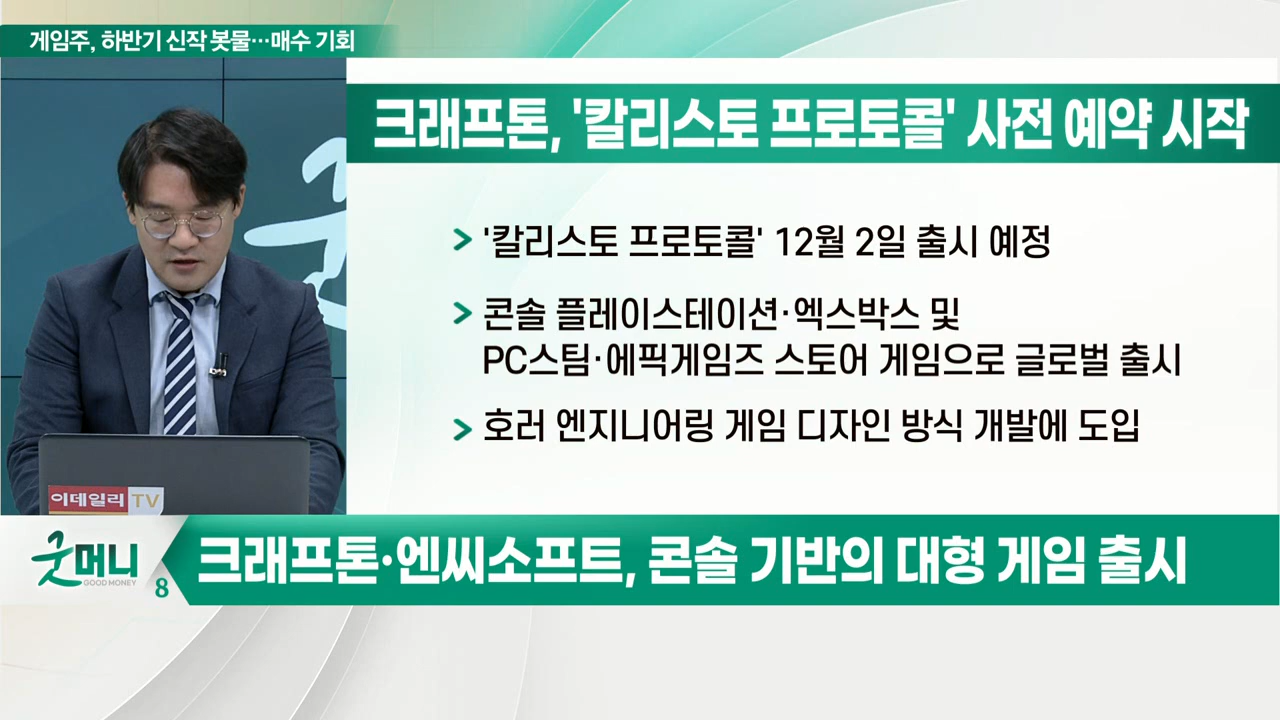 게임주, 하반기 신작 봇물…매수 기회
크래프톤, '칼리스토 프로토콜' 사전 예약 시작
> '칼리스토 프로토콜' 12월 2일 출시 예정
> 콘솔 플레이스테이션·엑스박스 및
PC스팀·에픽게임즈 스토어 게임으로 글로벌 출시
> 호러 엔지니어링 게임 디자인 방식 개발에 도입
이데일리 TV
굿머니
GOOD MONEY
8
크래프톤·엔씨소프트, 콘솔 기반의 대형 게임 출시